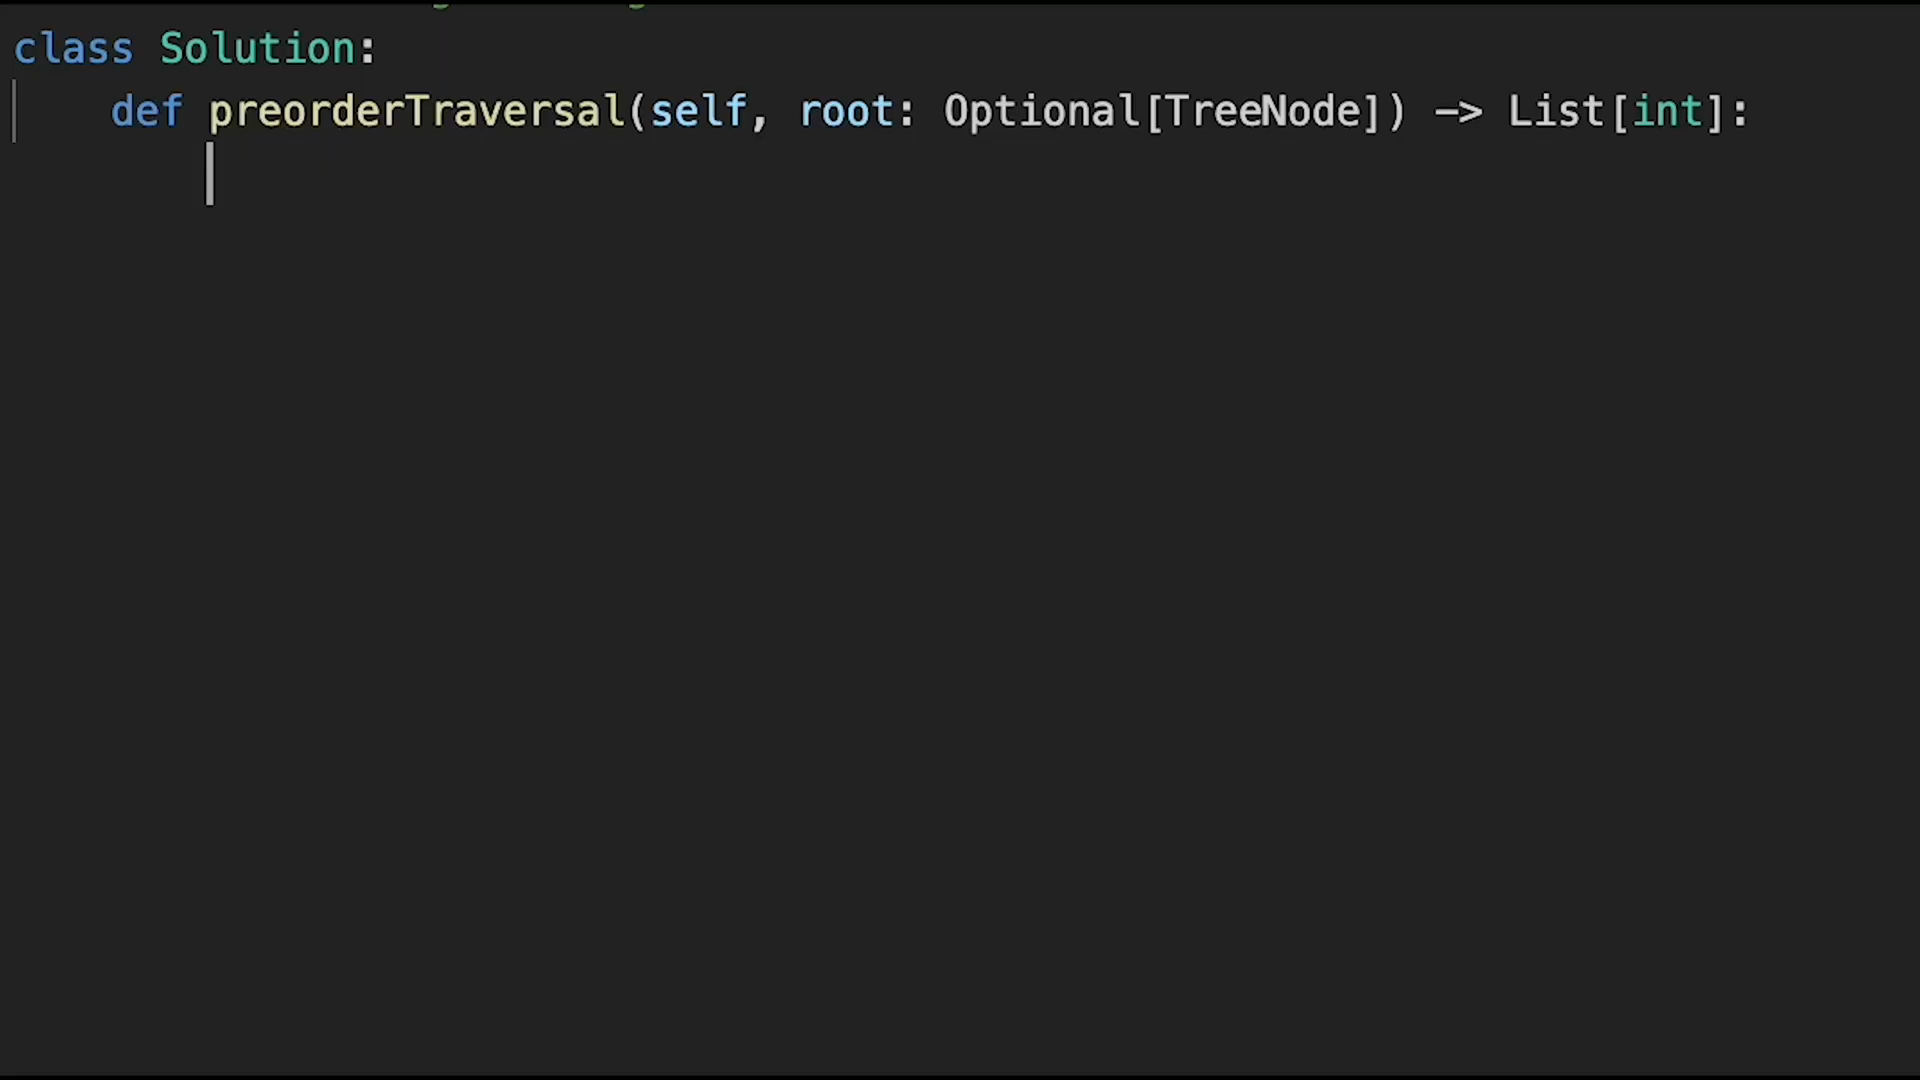 class Solution:
def preorderTraversal(self, root: Optional[TreeNode]) -> List[int]: